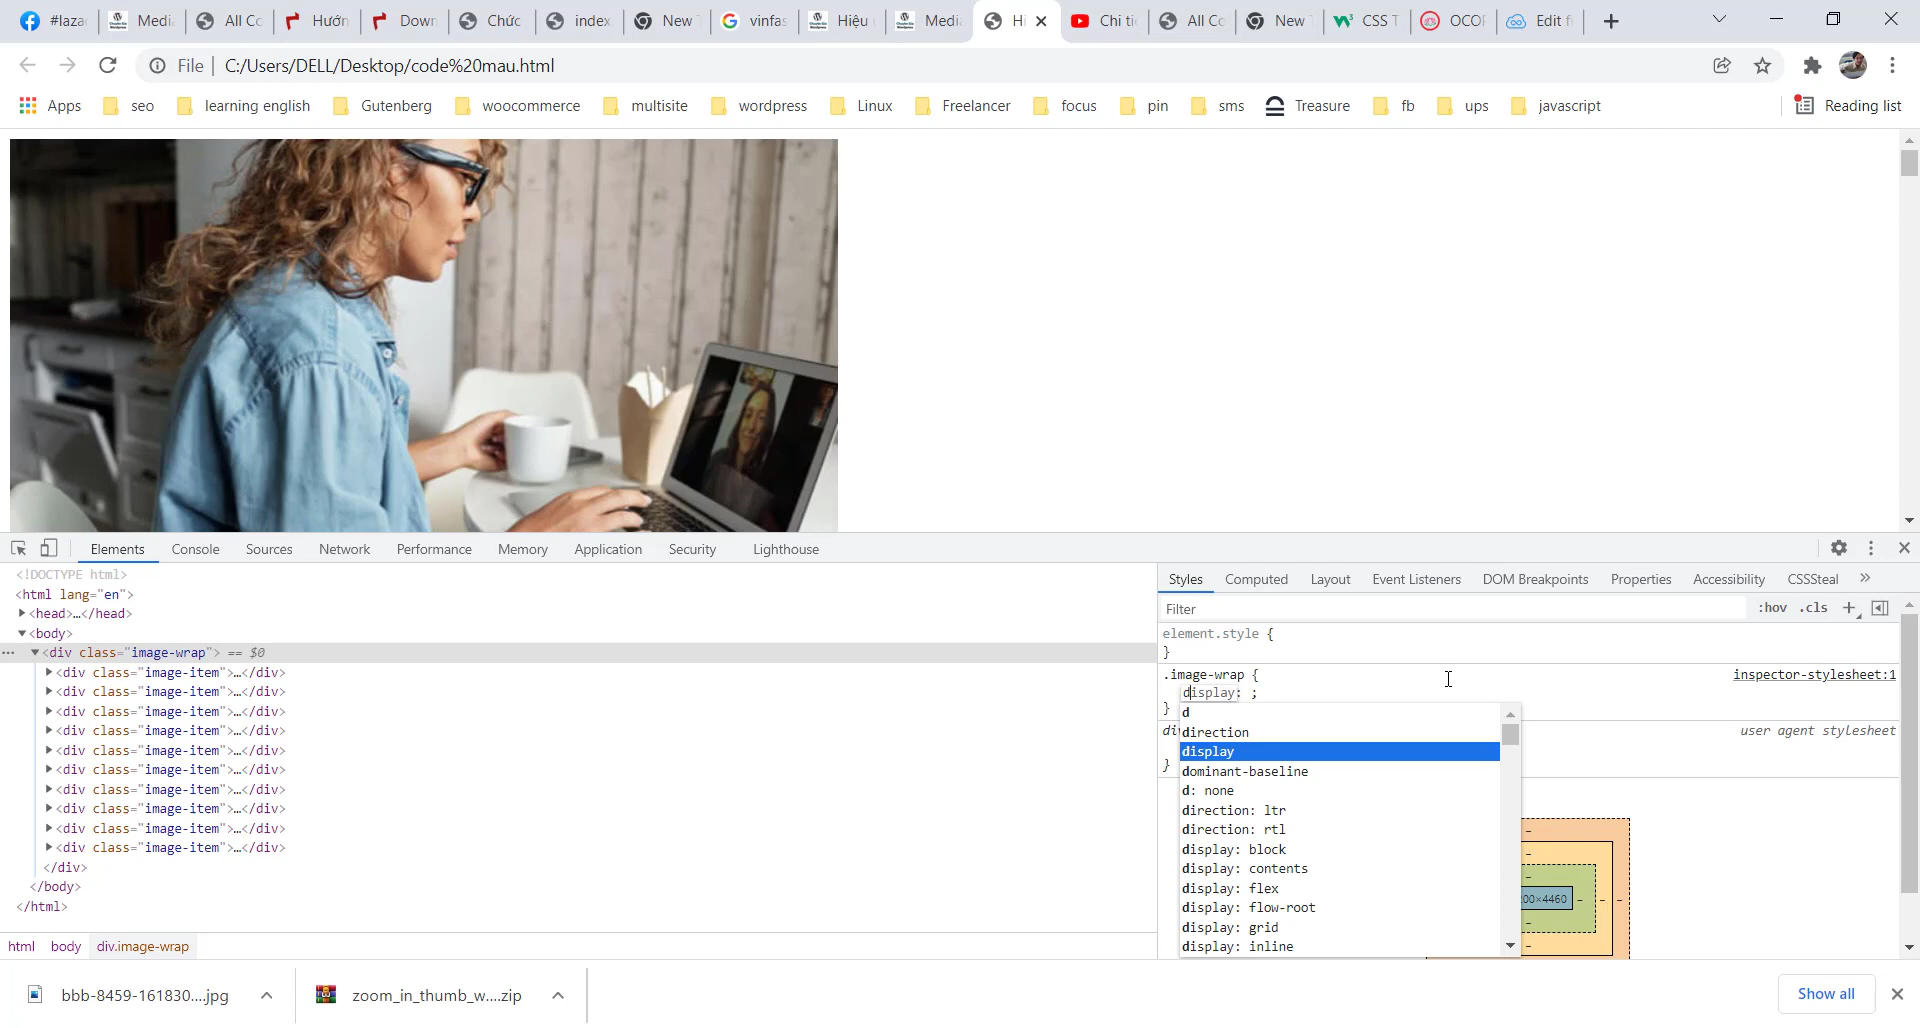 #laza
Medi
All Co
Hướn
Down
Chức
index
New T
vinfas
Hiệu
Medi
Hi
Chi ti
All Co
New T
CSS T
OCOP
Edit f
File
C:/Users/DELL/Desktop/code%20mau.html
Apps
seo
learning english
Gutenberg
woocommerce
multisite
wordpress
Linux
Freelancer
focus
pin
sms
Treasure
fb
ups
javascript
Reading list
Elements
Console
Sources
Network
Performance
Memory
Application
Security
Lighthouse
<!DOCTYPE html>
<html lang="en">
<head>…</head>
<body>
<div class="image-wrap"> == $0
<div class="image-item">…</div>
<div class="image-item">…</div>
<div class="image-item">…</div>
<div class="image-item">…</div>
<div class="image-item">…</div>
<div class="image-item">…</div>
<div class="image-item">…</div>
<div class="image-item">…</div>
<div class="image-item">…</div>
<div class="image-item">…</div>
</div>
</body>
</html>
html body div.image-wrap
Styles
Computed
Layout
Event Listeners
DOM Breakpoints
Properties
Accessibility
CSSSteal
Filter
:hov .cls
element.style {
}
.image-wrap {
inspector-stylesheet:1
display: ;
}
di
user agent stylesheet
}
d
direction
display
dominant-baseline
d: none
direction: ltr
direction: rtl
display: block
display: contents
display: flex
display: flow-root
display: grid
display: inline
00×4460
bbb-8459-161830....jpg
zoom_in_thumb_w....zip
Show all